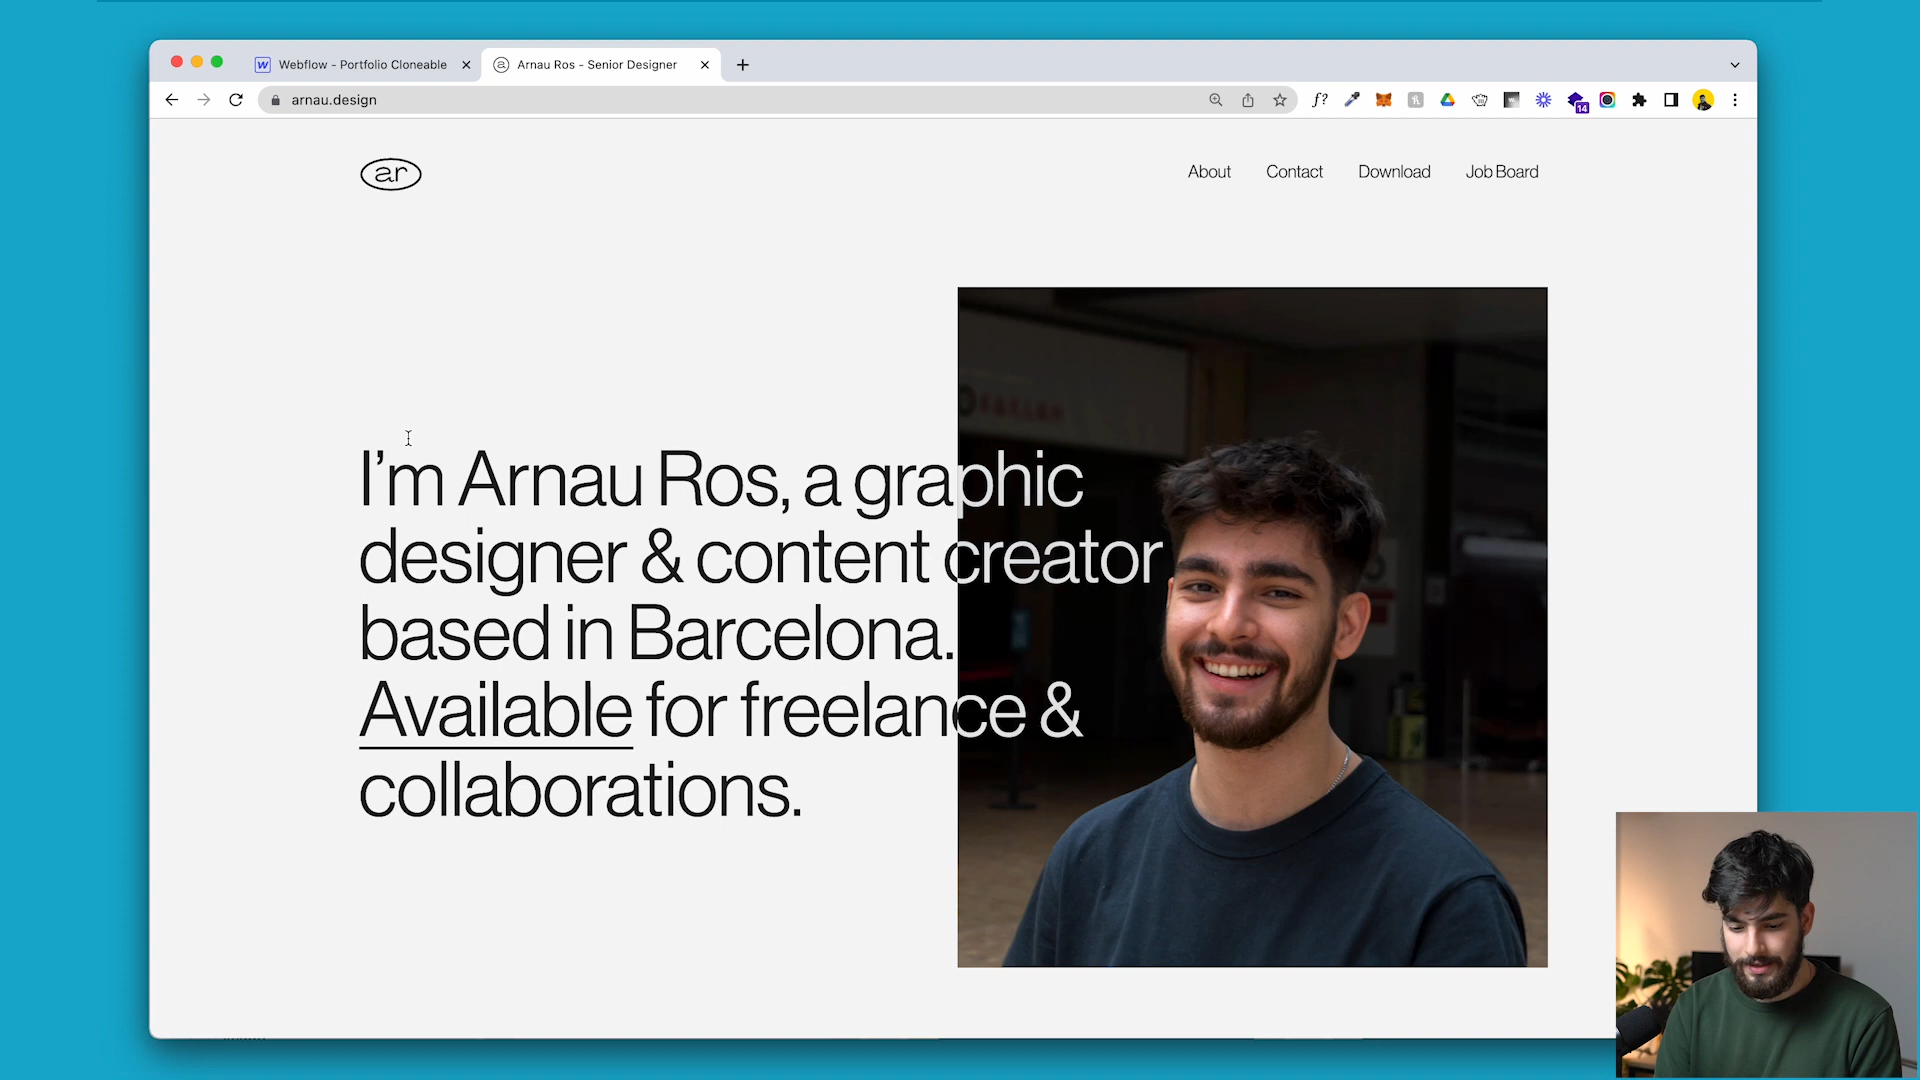 Webflow - Portfolio Cloneable
Arnau Ros - Senior Designer
arnau.design
f?
14
ar
About
Contact
Download
Job Board
I'm Arnau Ros, a graphic
designer & content creator
based in Barcelona.
Available for freelance &
collaborations.